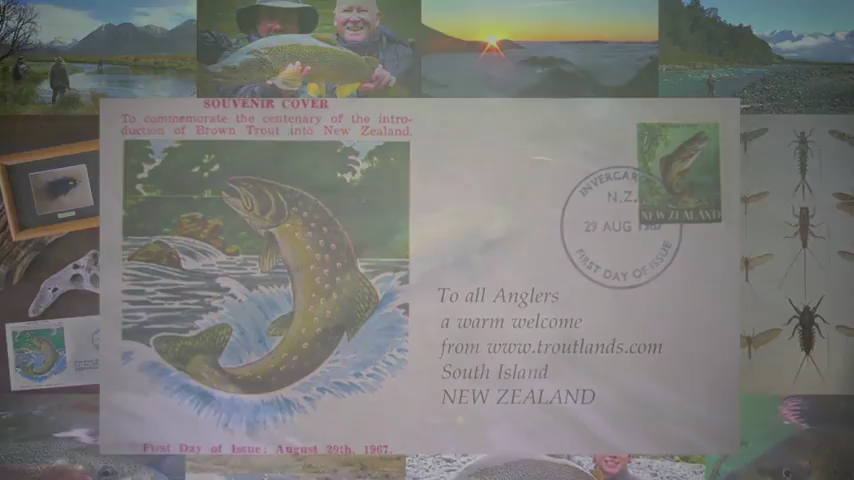 SOUVENIR COVER
To commemorate the centenary of the intro-
duction of Brown Trout into New Zealand.
NEW ZEALAND
INVERCAR
N.Z.
29 AUG
FIRST DAY OF ISSUE
To all Anglers
a warm welcome
from www.troutlands.com
South Island
NEW ZEALAND
First Day of Issue: August 29th, 1967.